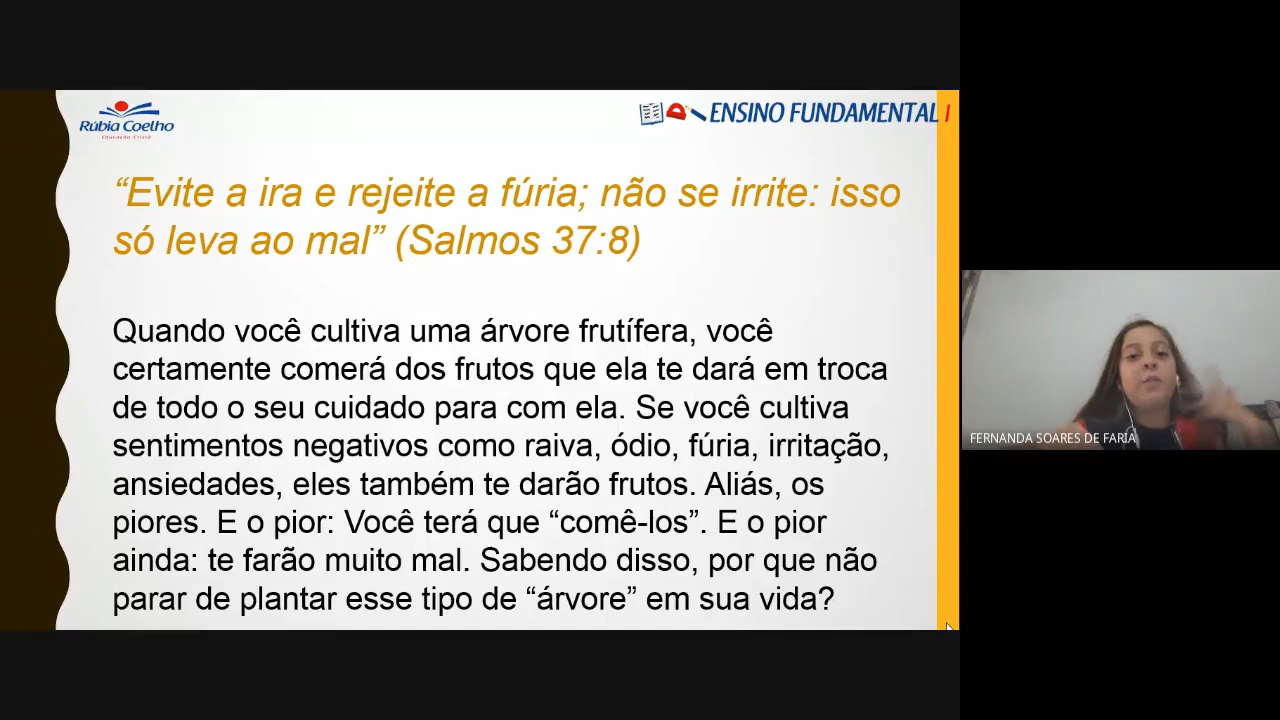 Rúbia Coelho
Educação Cristã
ENSINO FUNDAMENTAL I
“Evite a ira e rejeite a fúria; não se irrite: isso
só leva ao mal” (Salmos 37:8)
Quando você cultiva uma árvore frutífera, você
certamente comerá dos frutos que ela te dará em troca
de todo o seu cuidado para com ela. Se você cultiva
sentimentos negativos como raiva, ódio, fúria, irritação,
ansiedades, eles também te darão frutos. Aliás, os
piores. E o pior: Você terá que “comê-los”. E o pior
ainda: te farão muito mal. Sabendo disso, por que não
parar de plantar esse tipo de “árvore” em sua vida?
FERNANDA SOARES DE FARIA